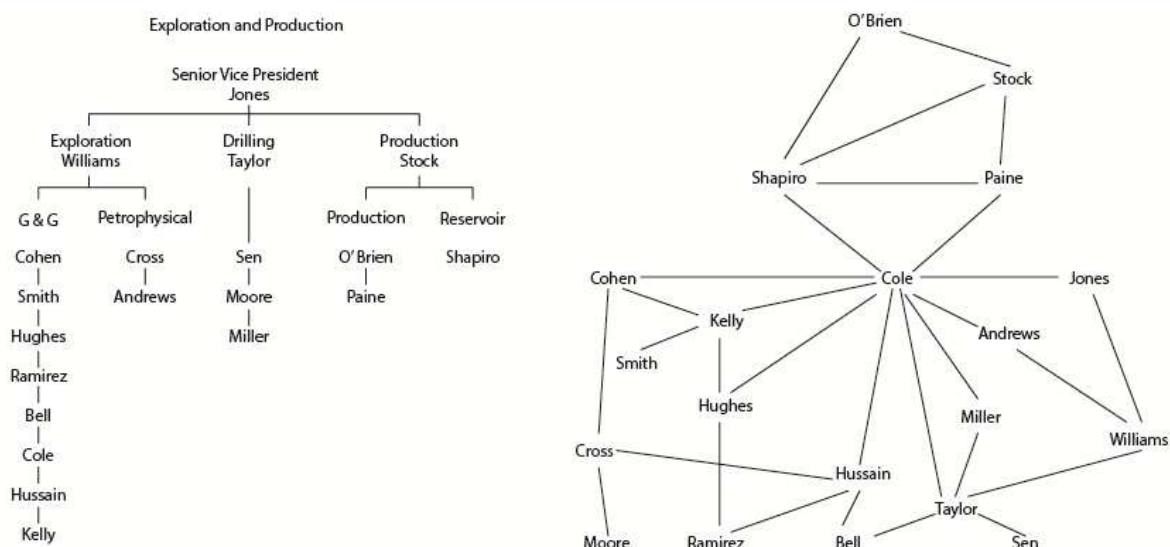 Exploration and Production
Senior Vice President
Jones
Exploration
Williams
Drilling
Taylor
Production
Stock
G & G
Petrophysical
Production
Reservoir
Cohen
Cross
Sen
O'Brien
Shapiro
Smith
Andrews
Moore
Paine
Hughes
Miller
Ramirez
Bell
Cole
Hussain
Kelly
O'Brien
Stock
Shapiro
Paine
Cohen
Cole
Jones
Kelly
Andrews
Smith
Hughes
Miller
Williams
Cross
Hussain
Taylor
Moore
Ramirez
Bell
Sen